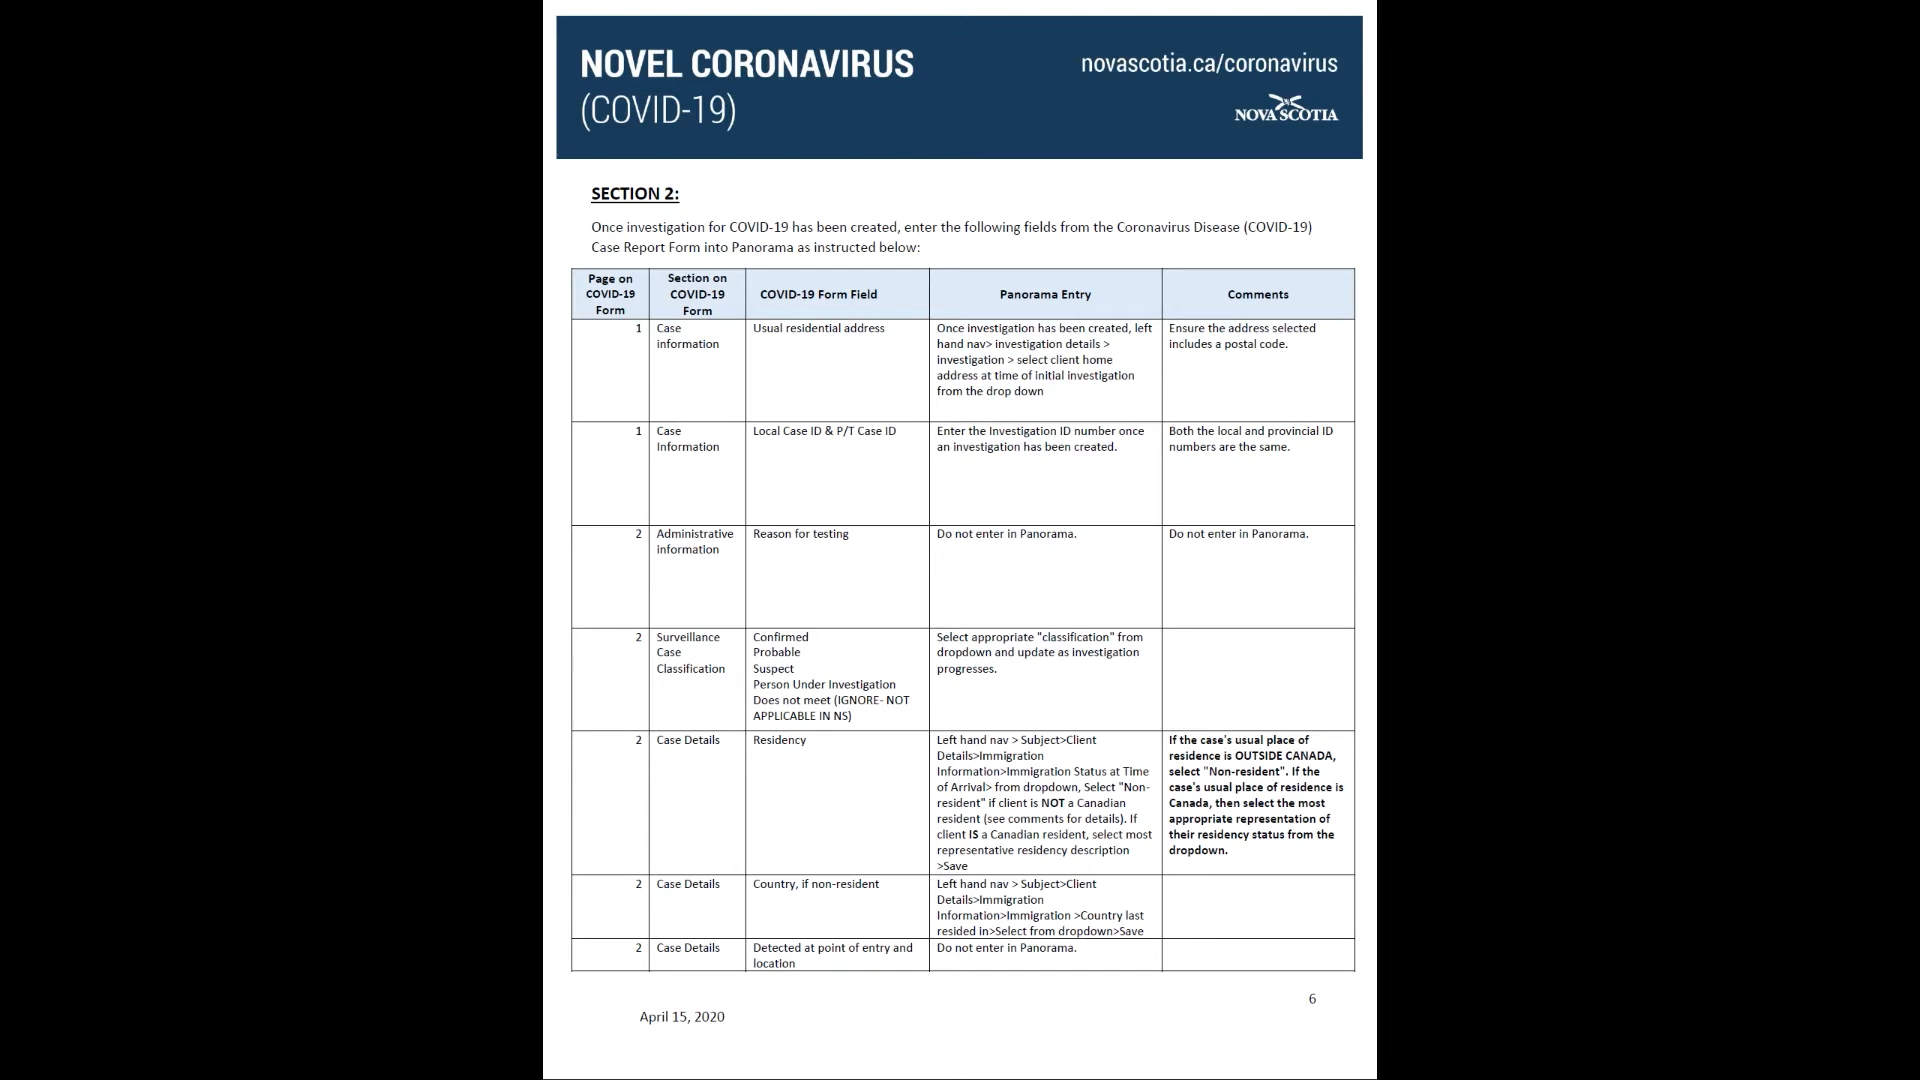 NOVEL CORONAVIRUS
(COVID-19)
novascotia.ca/coronavirus
NOVA SCOTIA
SECTION 2:
Once investigation for COVID-19 has been created, enter the following fields from the Coronavirus Disease (COVID-19)
Case Report Form into Panorama as instructed below:
Page on
COVID-19
Form
Section on
COVID-19
Form
COVID-19 Form Field
Panorama Entry
Comments
1
Case
information
Usual residential address
Once investigation has been created, left
hand nav> investigation details >
investigation > select client home
address at time of initial investigation
from the drop down
Ensure the address selected
includes a postal code.
1
Case
Information
Local Case ID & P/T Case ID
Enter the Investigation ID number once
an investigation has been created.
Both the local and provincial ID
numbers are the same.
2
Administrative
information
Reason for testing
Do not enter in Panorama.
Do not enter in Panorama.
2
Surveillance
Case
Classification
Confirmed
Probable
Suspect
Person Under Investigation
Does not meet (IGNORE- NOT
APPLICABLE IN NS)
Select appropriate "classification" from
dropdown and update as investigation
progresses.
2
Case Details
Residency
Left hand nav > Subject>Client
Details>Immigration
Information>Immigration Status at Time
of Arrival> from dropdown, Select "Non-
resident" if client is NOT a Canadian
resident (see comments for details). If
client IS a Canadian resident, select most
representative residency description
>Save
If the case's usual place of
residence is OUTSIDE CANADA,
select "Non-resident". If the
case's usual place of residence is
Canada, then select the most
appropriate representation of
their residency status from the
dropdown.
2
Case Details
Country, if non-resident
Left hand nav > Subject>Client
Details>Immigration
Information>Immigration >Country last
resided in>Select from dropdown>Save
2
Case Details
Detected at point of entry and
location
Do not enter in Panorama.
6
April 15, 2020